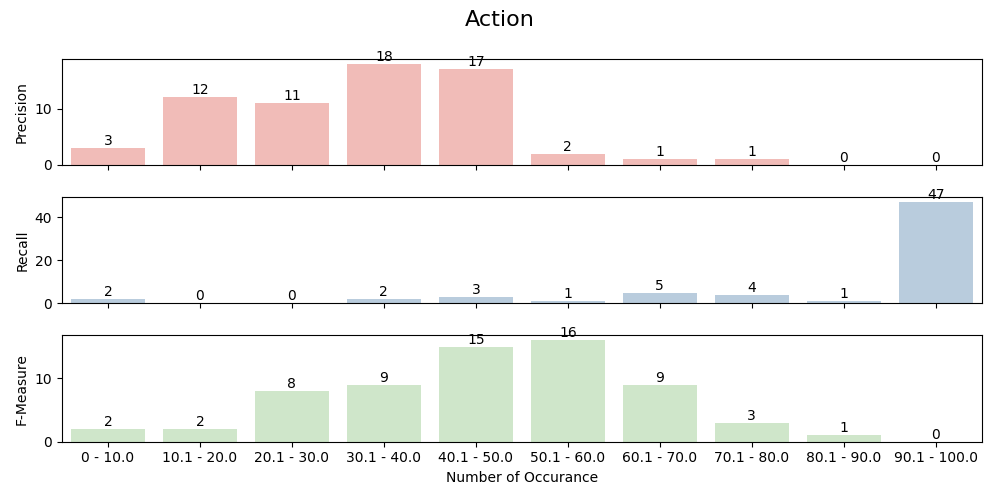 Action
Precision
10
0
3 12 11 18 17 2 1 1 0 0
Recall
40
20
0
2 0 0 2 3 1 5 4 1 47
F-Measure
10
0
2 2 8 9 15 16 9 3 1 0
0 - 10.0 10.1 - 20.0 20.1 - 30.0 30.1 - 40.0 40.1 - 50.0 50.1 - 60.0 60.1 - 70.0 70.1 - 80.0 80.1 - 90.0 90.1 - 100.0
Number of Occurance